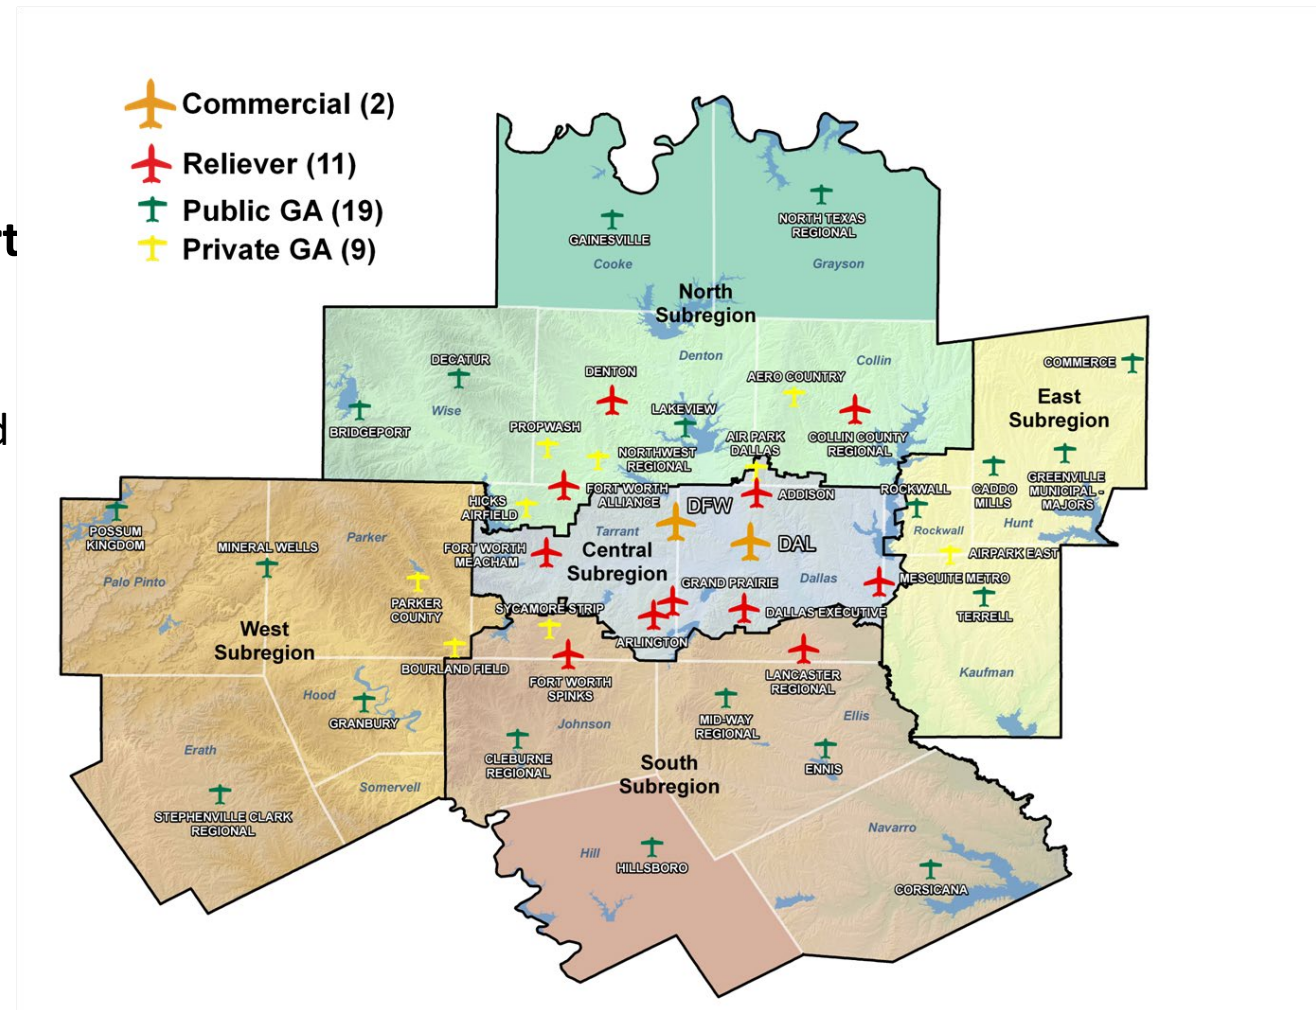 Commercial (2)
Reliever (11)
Public GA (19)
Private GA (9)
rt
d
GAINESVILLE
Cooke
NORTH TEXAS
REGIONAL
Grayson
North
Subregion
DECATUR
Wise
BRIDGEPORT
DENTON
Denton
LAKEVIEW
PROPWASH
NORTHWEST
REGIONAL
AERO COUNTRY
Collin
COLLIN COUNTY
REGIONAL
AIR PARK
DALLAS
FORT WORTH
ALLIANCE
HICKS
AIRFIELD
COMMERCE
East
Subregion
GREENVILLE
MUNICIPAL -
MAJORS
CADDO
MILLS
Hunt
ROCKWALL
Rockwall
AIRPARK EAST
MESQUITE METRO
TERRELL
Kaufman
DFW
ADDISON
DAL
Tarrant
Central
Subregion
FORT WORTH
MEACHAM
GRAND PRAIRIE
Dallas
DALLAS EXECUTIVE
ARLINGTON
SYCAMORE STRIP
POSSUM
KINGDOM
Palo Pinto
MINERAL WELLS
Parker
PARKER
COUNTY
West
Subregion
BOURLAND FIELD
Hood
GRANBURY
Erath
Somervell
STEPHENVILLE CLARK
REGIONAL
FORT WORTH
SPINKS
Johnson
CLEBURNE
REGIONAL
LANCASTER
REGIONAL
MID-WAY
REGIONAL
Ellis
ENNIS
South
Subregion
Hill
HILLSBORO
Navarro
CORSICANA